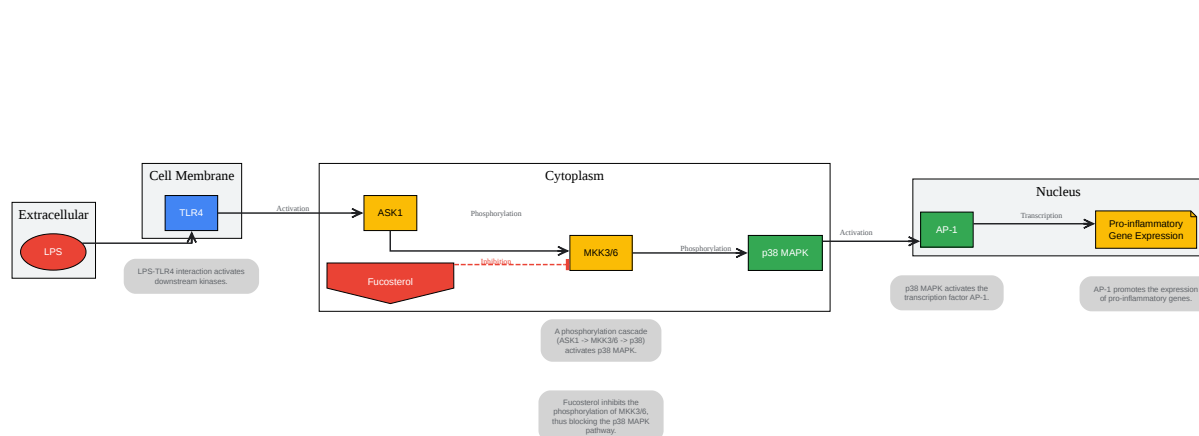 Extracellular
LPS
Cell Membrane
TLR4
LPS-TLR4 interaction activates
downstream kinases.
Activation
Cytoplasm
ASK1
Phosphorylation
Inhibition
Fucosterol
MKK3/6
Phosphorylation
p38 MAPK
A phosphorylation cascade
(ASK1 -> MKK3/6 -> p38)
activates p38 MAPK.
Fucosterol inhibits the
phosphorylation of MKK3/6,
thus blocking the p38 MAPK
pathway.
Activation
Nucleus
AP-1
Transcription
Pro-inflammatory
Gene Expression
p38 MAPK activates the
transcription factor AP-1.
AP-1 promotes the expression
of pro-inflammatory genes.